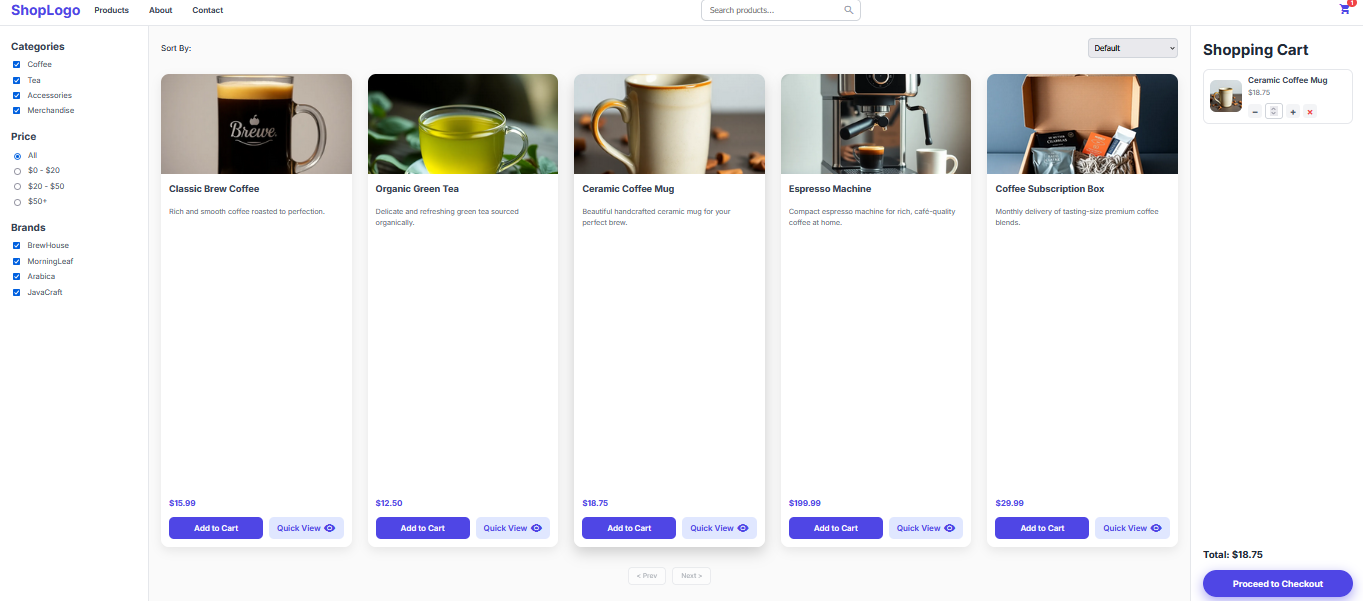 ShopLogo Products About Contact Search products... 1
Categories
Coffee
Tea
Accessories
Merchandise
Price
All
$0 - $20
$20 - $50
$50+
Brands
BrewHouse
MorningLeaf
Arabica
JavaCraft
Sort By: Default
Brewe.
Classic Brew Coffee
Rich and smooth coffee roasted to perfection.
$15.99
Add to Cart Quick View
Organic Green Tea
Delicate and refreshing green tea sourced
organically.
$12.50
Add to Cart Quick View
Ceramic Coffee Mug
Beautiful handcrafted ceramic mug for your
perfect brew.
$18.75
Add to Cart Quick View
Espresso Machine
Compact espresso machine for rich, café-quality
coffee at home.
$199.99
Add to Cart Quick View
Coffee Subscription Box
Monthly delivery of tasting-size premium coffee
blends.
$29.99
Add to Cart Quick View
< Prev Next >
Shopping Cart
Ceramic Coffee Mug
$18.75
Total: $18.75
Proceed to Checkout